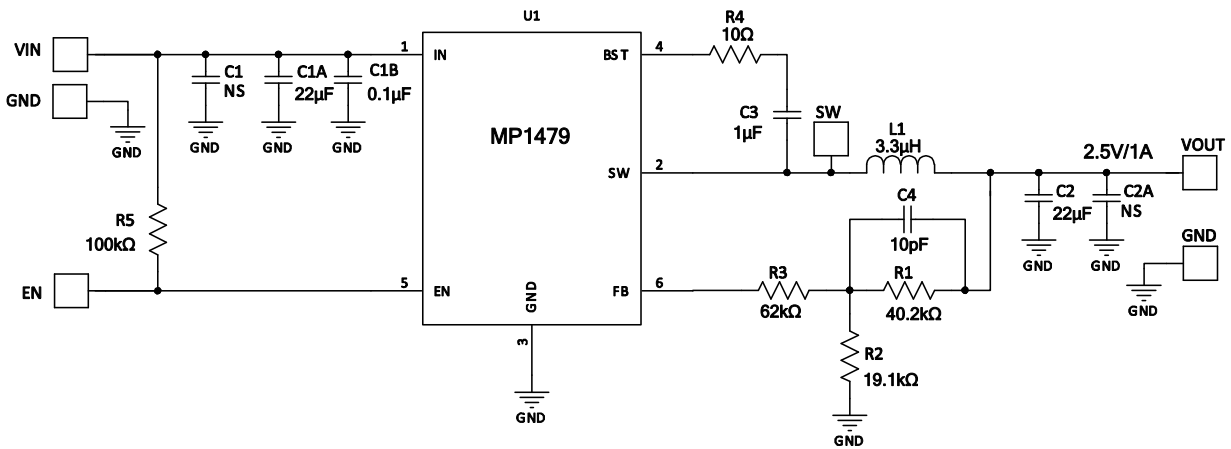 U1
R4
10Ω
VIN
1
IN
BST
4
C1
NS
C1A
22µF
C1B
0.1µF
GND
GND
GND
GND
GND
C3
1µF
SW
MP1479
L1
3.3µH
2.5V/1A
VOUT
SW
2
C4
10pF
C2
22µF
C2A
NS
R5
100kΩ
GND
GND
GND
EN
5
EN
GND
FB
6
R3
62kΩ
R1
40.2kΩ
GND
3
R2
19.1kΩ
GND
GND